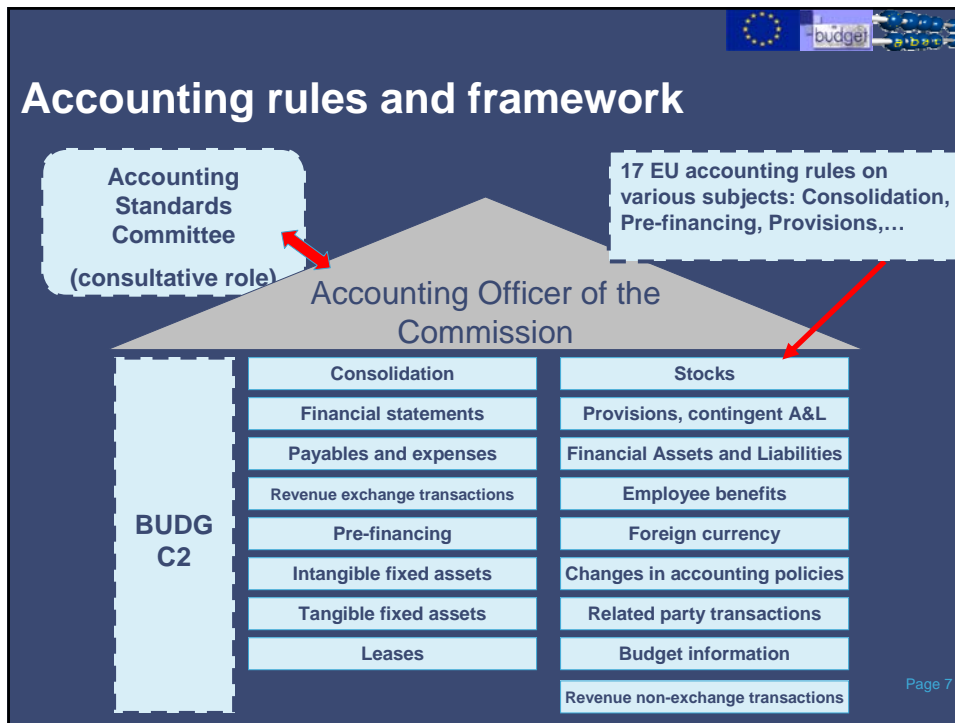 budget
abac
Accounting rules and framework
Accounting
Standards
Committee
(consultative role)
17 EU accounting rules on
various subjects: Consolidation,
Pre-financing, Provisions,…
Accounting Officer of the
Commission
BUDG
C2
Consolidation
Financial statements
Payables and expenses
Revenue exchange transactions
Pre-financing
Intangible fixed assets
Tangible fixed assets
Leases
Stocks
Provisions, contingent A&L
Financial Assets and Liabilities
Employee benefits
Foreign currency
Changes in accounting policies
Related party transactions
Budget information
Revenue non-exchange transactions
Page 7